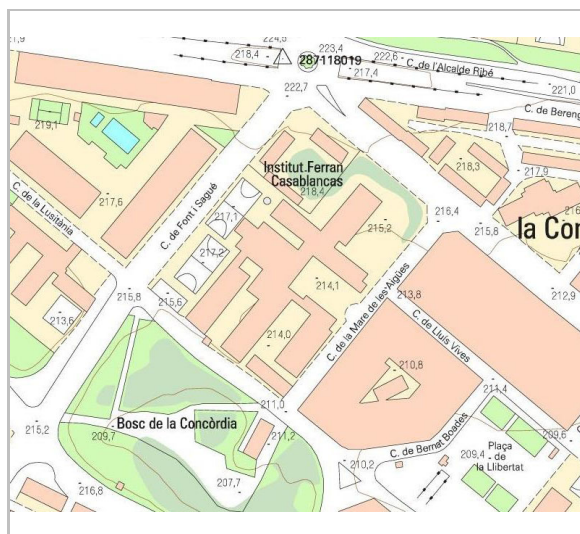 224,5
218,4
287118019
223,4
222,6
217,4
C. de l'Alcalde Ribé
221,0
222,7
C. de Bereng
219,1
218,7
218,3
217,9
Institut Ferran
Casablancas
218,4
C. de la Lusitània
217,6
C. de Font i Sagué
217,1
216,4
215,2
215,8
la Con
217,2
214,1
215,8
215,6
213,8
212,9
213,6
C. de la Mare de les Aigües
C. de Lluís Vives
214,0
210,8
211,4
211,0
Bosc de la Concòrdia
215,2
209,7
211,2
C. de Bernat Boades
209,6
Plaça
de
la Llibertat
209,4
210,2
216,8
207,7